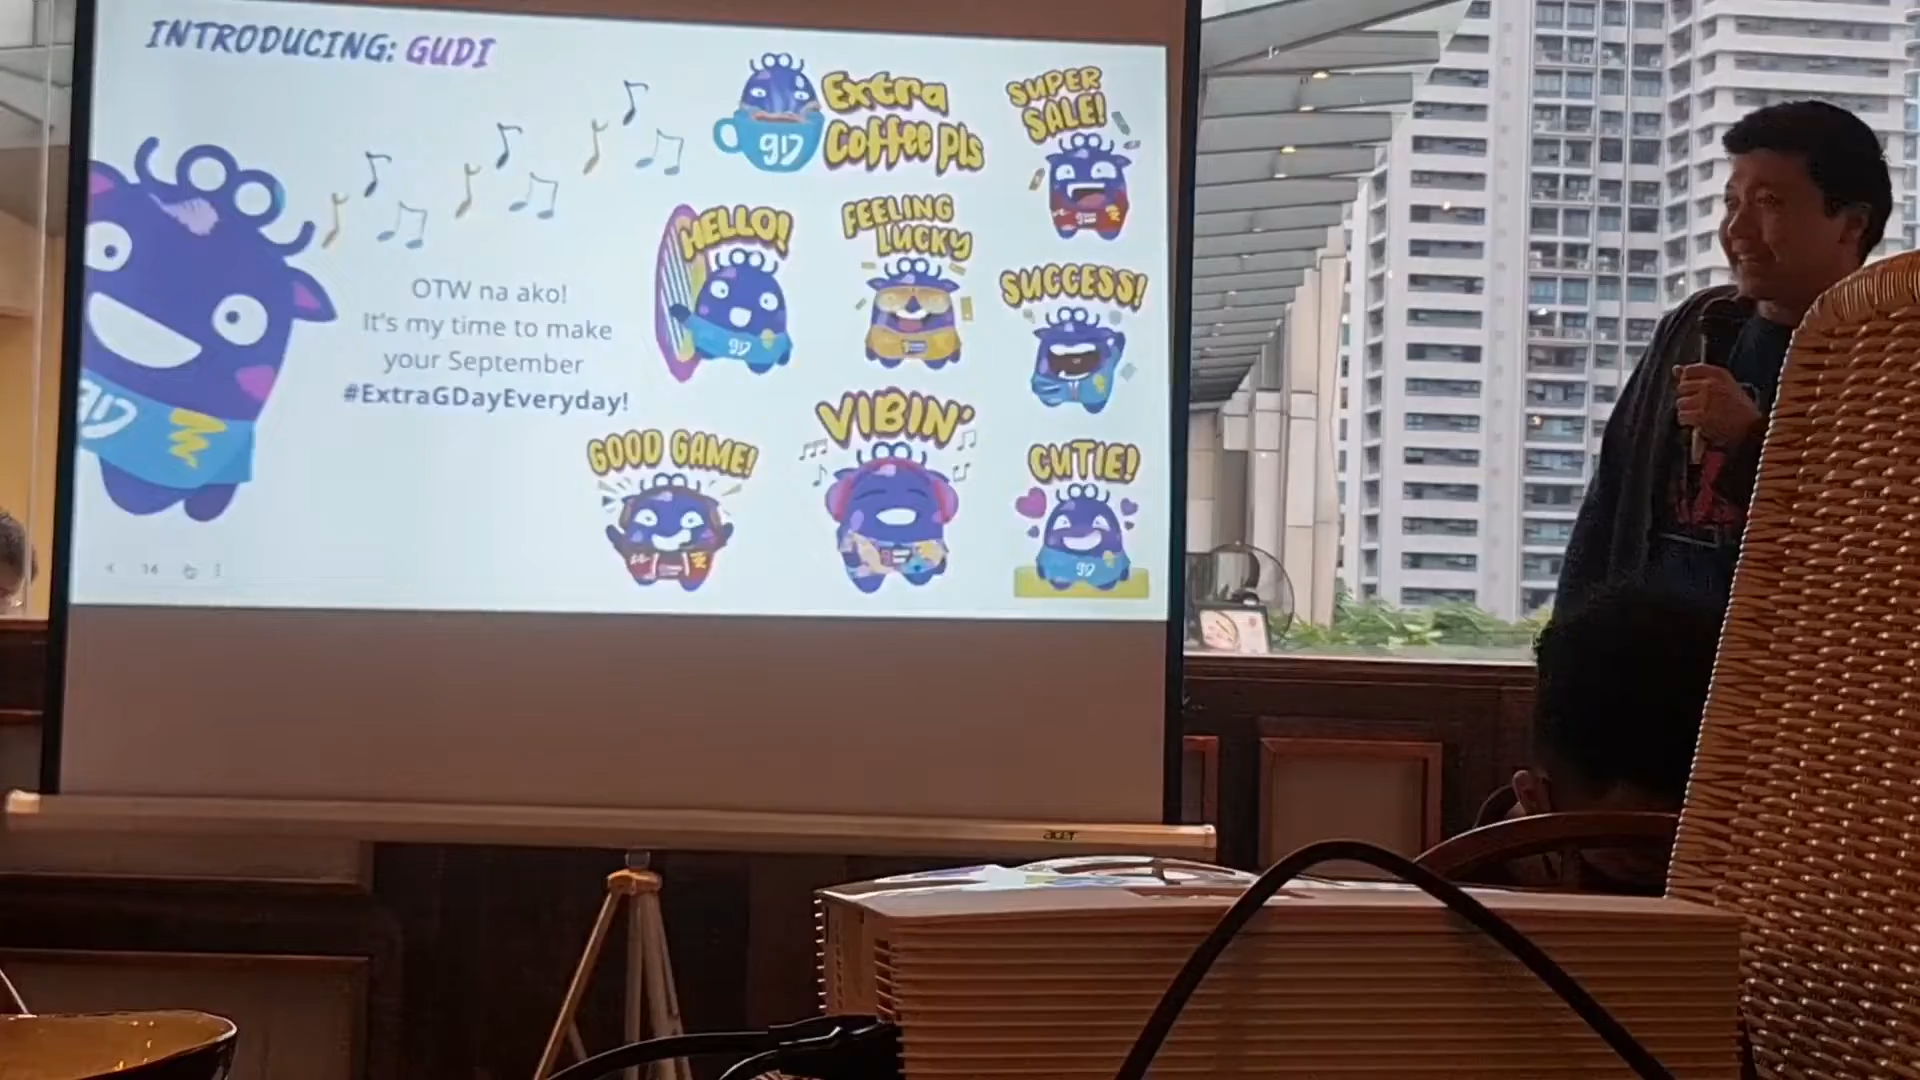 INTRODUCING: GUDI
OTW na ako!
It's my time to make
your September
#ExtraGDayEveryday!
Extra
Coffee pls
SUPER
SALE!
HELLO!
FEELING
LUCKY
SUCCESS!
GOOD GAME!
VIBIN'
CUTIE!
14
acer